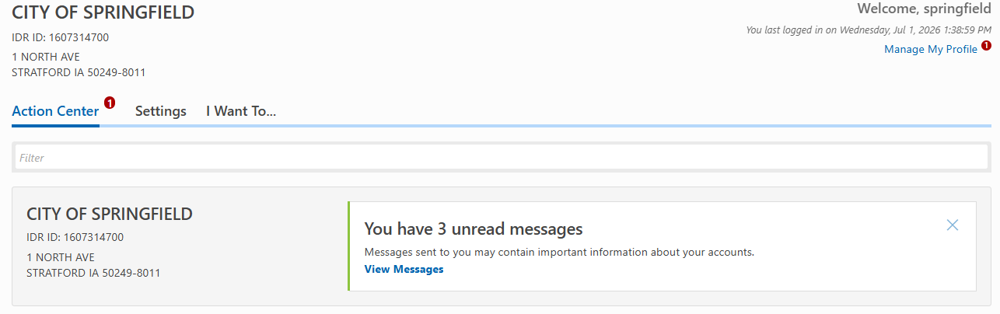 CITY OF SPRINGFIELD
Welcome, springfield
IDR ID: 1607314700
You last logged in on Wednesday, Jul 1, 2026 1:38:59 PM
1 NORTH AVE
Manage My Profile 1
STRATFORD IA 50249-8011
Action Center 1 Settings I Want To...
Filter
CITY OF SPRINGFIELD
IDR ID: 1607314700
1 NORTH AVE
STRATFORD IA 50249-8011
You have 3 unread messages
Messages sent to you may contain important information about your accounts.
View Messages